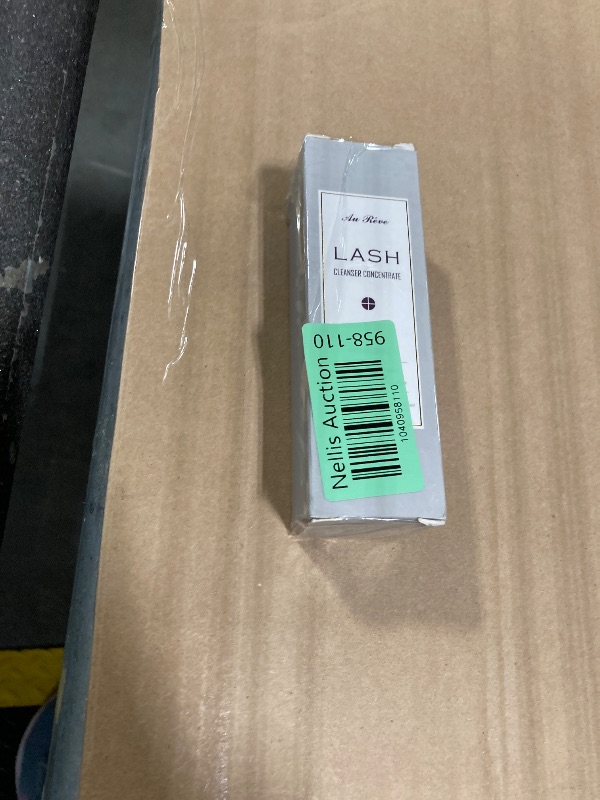 Au Rêve
LASH
CLEANSER CONCENTRATE
958-110
Nellis Auction
1040958110